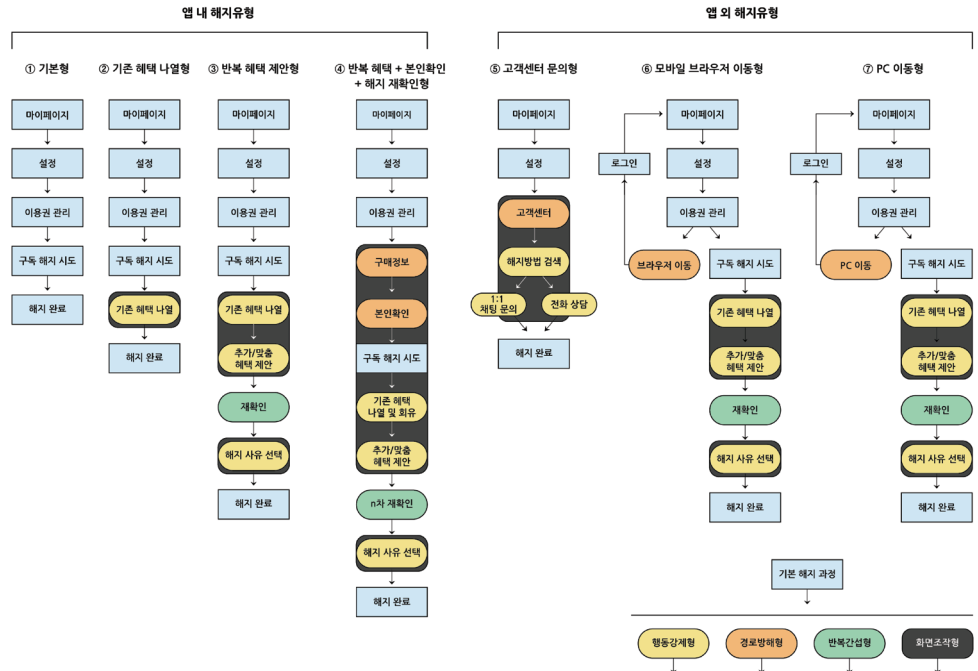 앱 내 해지유형
① 기본형
마이페이지
설정
이용권 관리
구독 해지 시도
해지 완료
② 기존 혜택 나열형
마이페이지
설정
이용권 관리
구독 해지 시도
기존 혜택 나열
해지 완료
③ 반복 혜택 제안형
마이페이지
설정
이용권 관리
구독 해지 시도
기존 혜택 나열
추가/맞춤
혜택 제안
재확인
해지 사유 선택
해지 완료
④ 반복 혜택 + 본인확인
+ 해지 재확인형
마이페이지
설정
이용권 관리
구매정보
본인확인
구독 해지 시도
기존 혜택
나열 및 회유
추가/맞춤
혜택 제안
n차 재확인
해지 사유 선택
해지 완료
앱 외 해지유형
⑤ 고객센터 문의형
마이페이지
설정
고객센터
해지방법 검색
1:1
채팅 문의
전화 상담
해지 완료
⑥ 모바일 브라우저 이동형
마이페이지
로그인
설정
이용권 관리
브라우저 이동
구독 해지 시도
기존 혜택 나열
추가/맞춤
혜택 제안
재확인
해지 사유 선택
해지 완료
⑦ PC 이동형
마이페이지
로그인
설정
이용권 관리
PC 이동
구독 해지 시도
기존 혜택 나열
추가/맞춤
혜택 제안
재확인
해지 사유 선택
해지 완료
기본 해지 과정
행동강제형
경로방해형
반복간섭형
화면조작형